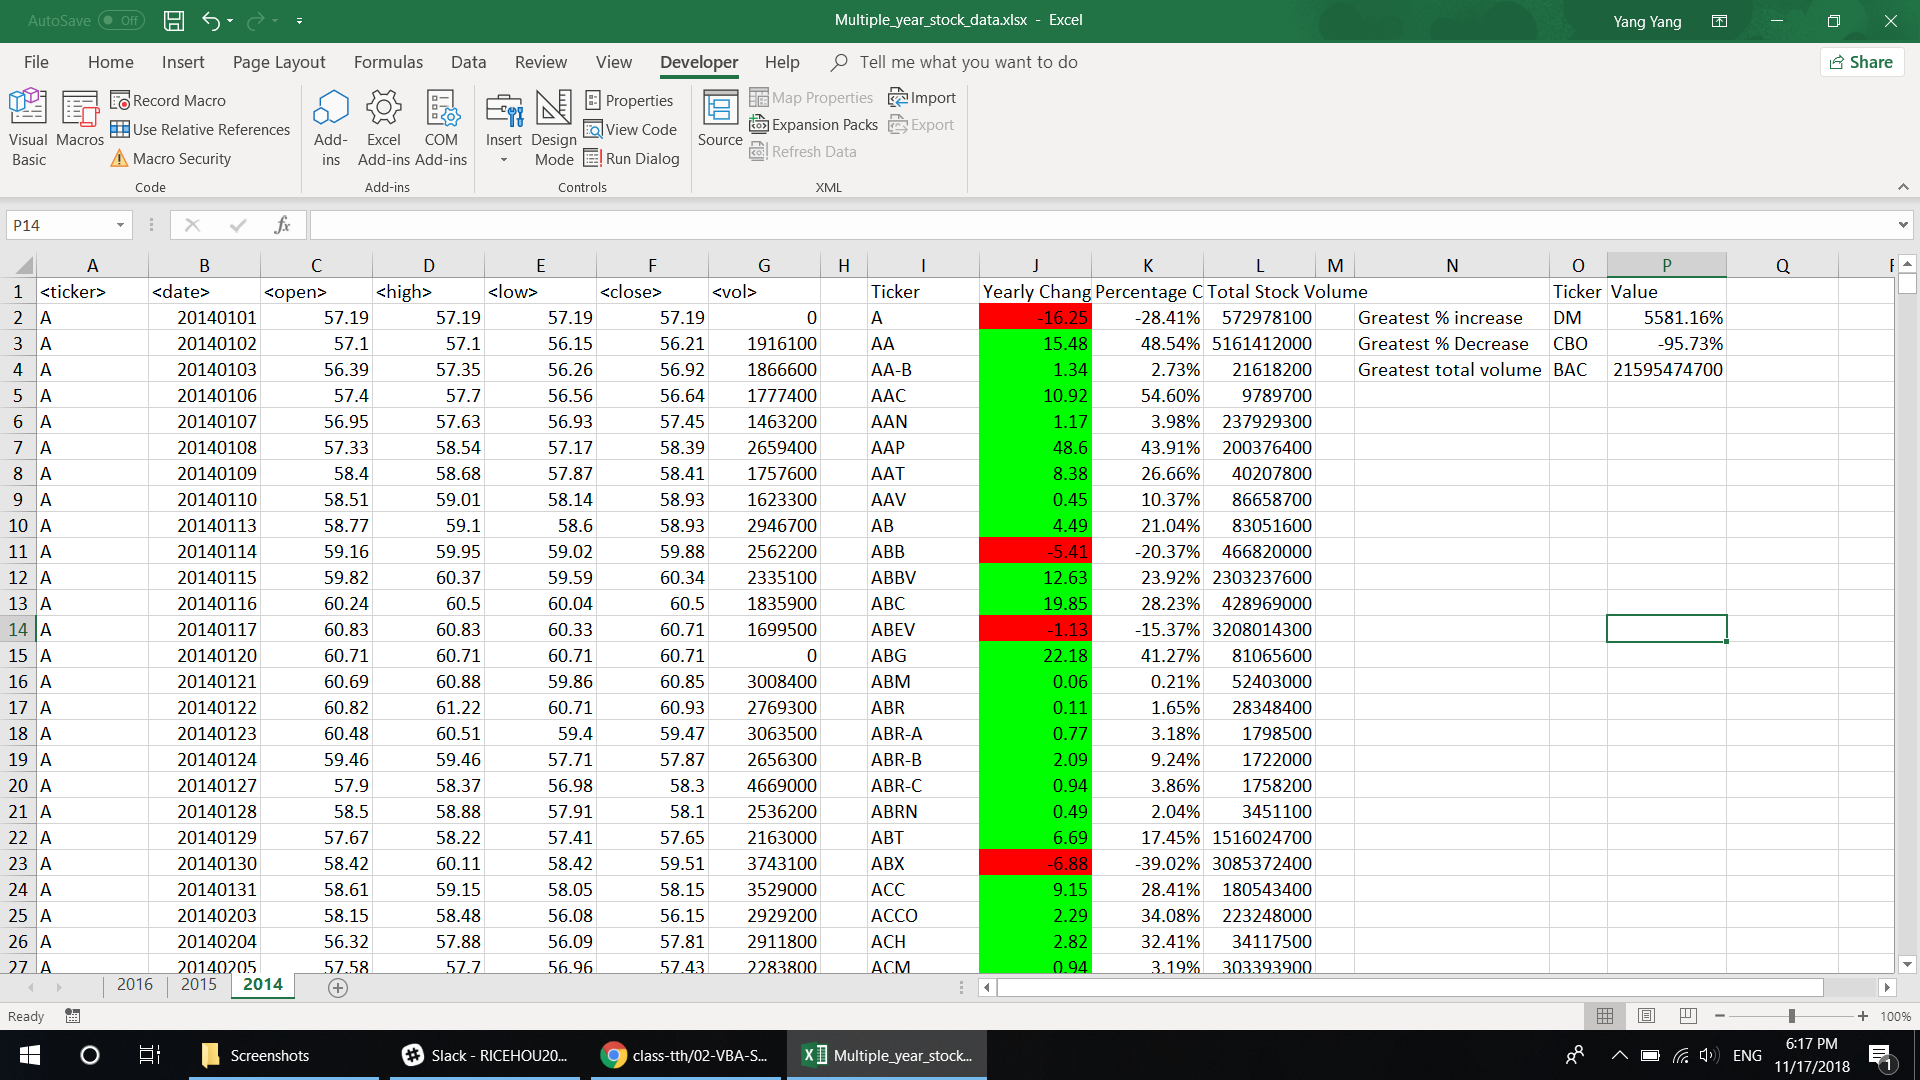 AutoSave Off Multiple_year_stock_data.xlsx - Excel Yang Yang
File Home Insert Page Layout Formulas Data Review View Developer Help Tell me what you want to do Share
Visual Basic Macros Record Macro Use Relative References Macro Security Code
Add-ins Excel Add-ins COM Add-ins Add-ins
Insert Design Mode Properties View Code Run Dialog Controls
Source Map Properties Expansion Packs Refresh Data Import Export XML
P14 fx
A B C D E F G H I J K L M N O P Q
1 <ticker> <date> <open> <high> <low> <close> <vol> Ticker Yearly Chang Percentage C Total Stock Volume Ticker Value
2 A 20140101 57.19 57.19 57.19 57.19 0 A -16.25 -28.41% 572978100 Greatest % increase DM 5581.16%
3 A 20140102 57.1 57.1 56.15 56.21 1916100 AA 15.48 48.54% 5161412000 Greatest % Decrease CBO -95.73%
4 A 20140103 56.39 57.35 56.26 56.92 1866600 AA-B 1.34 2.73% 21618200 Greatest total volume BAC 21595474700
5 A 20140106 57.4 57.7 56.56 56.64 1777400 AAC 10.92 54.60% 9789700
6 A 20140107 56.95 57.63 56.93 57.45 1463200 AAN 1.17 3.98% 237929300
7 A 20140108 57.33 58.54 57.17 58.39 2659400 AAP 48.6 43.91% 200376400
8 A 20140109 58.4 58.68 57.87 58.41 1757600 AAT 8.38 26.66% 40207800
9 A 20140110 58.51 59.01 58.14 58.93 1623300 AAV 0.45 10.37% 86658700
10 A 20140113 58.77 59.1 58.6 58.93 2946700 AB 4.49 21.04% 83051600
11 A 20140114 59.16 59.95 59.02 59.88 2562200 ABB -5.41 -20.37% 466820000
12 A 20140115 59.82 60.37 59.59 60.34 2335100 ABBV 12.63 23.92% 2303237600
13 A 20140116 60.24 60.5 60.04 60.5 1835900 ABC 19.85 28.23% 428969000
14 A 20140117 60.83 60.83 60.33 60.71 1699500 ABEV -1.13 -15.37% 3208014300
15 A 20140120 60.71 60.71 60.71 60.71 0 ABG 22.18 41.27% 81065600
16 A 20140121 60.69 60.88 59.86 60.85 3008400 ABM 0.06 0.21% 52403000
17 A 20140122 60.82 61.22 60.71 60.93 2769300 ABR 0.11 1.65% 28348400
18 A 20140123 60.48 60.51 59.4 59.47 3063500 ABR-A 0.77 3.18% 1798500
19 A 20140124 59.46 59.46 57.71 57.87 2656300 ABR-B 2.09 9.24% 1722000
20 A 20140127 57.9 58.37 56.98 58.3 4669000 ABR-C 0.94 3.86% 1758200
21 A 20140128 58.5 58.88 57.91 58.1 2536200 ABRN 0.49 2.04% 3451100
22 A 20140129 57.67 58.22 57.41 57.65 2163000 ABT 6.69 17.45% 1516024700
23 A 20140130 58.42 60.11 58.42 59.51 3743100 ABX -6.88 -39.02% 3085372400
24 A 20140131 58.61 59.15 58.05 58.15 3529000 ACC 9.15 28.41% 180543400
25 A 20140203 58.15 58.48 56.08 56.15 2929200 ACCO 2.29 34.08% 223248000
26 A 20140204 56.32 57.88 56.09 57.81 2911800 ACH 2.82 32.41% 34117500
27 A 20140205 57.58 57.7 56.96 57.43 2283800 ACM 0.94 3.19% 303393900
2016 2015 2014
Ready 100%
Screenshots Slack - RICEHOU20... class-tth/02-VBA-S... Multiple_year_stock... ENG 6:17 PM
11/17/2018 1